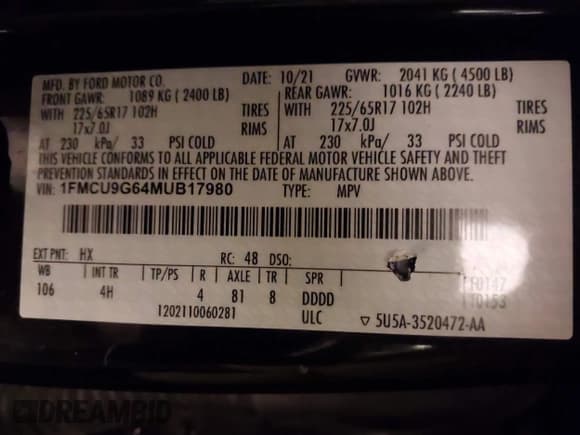 MFD. BY FORD MOTOR CO. DATE: 10/21 GVWR: 2041 KG ( 4500 LB)
FRONT GAWR: 1089 KG ( 2400 LB) REAR GAWR: 1016 KG ( 2240 LB)
WITH 225/65R17 102H TIRES WITH 225/65R17 102H TIRES
17x7.0J RIMS 17x7.0J RIMS
AT 230 kPa/ 33 PSI COLD AT 230 kPa/ 33 PSI COLD
THIS VEHICLE CONFORMS TO ALL APPLICABLE FEDERAL MOTOR VEHICLE SAFETY AND THEFT
PREVENTION STANDARDS IN EFFECT ON THE DATE OF MANUFACTURE SHOWN ABOVE.
VIN: 1FMCU9G64MUB17980 TYPE: MPV
EXT PNT: HX RC: 48 DSO:
WB INT TR TP/PS R AXLE TR SPR
106 4H 4 81 8 DDDD
1202110060281 ULC ▽ 5U5A-3520472-AA
DREAMBID